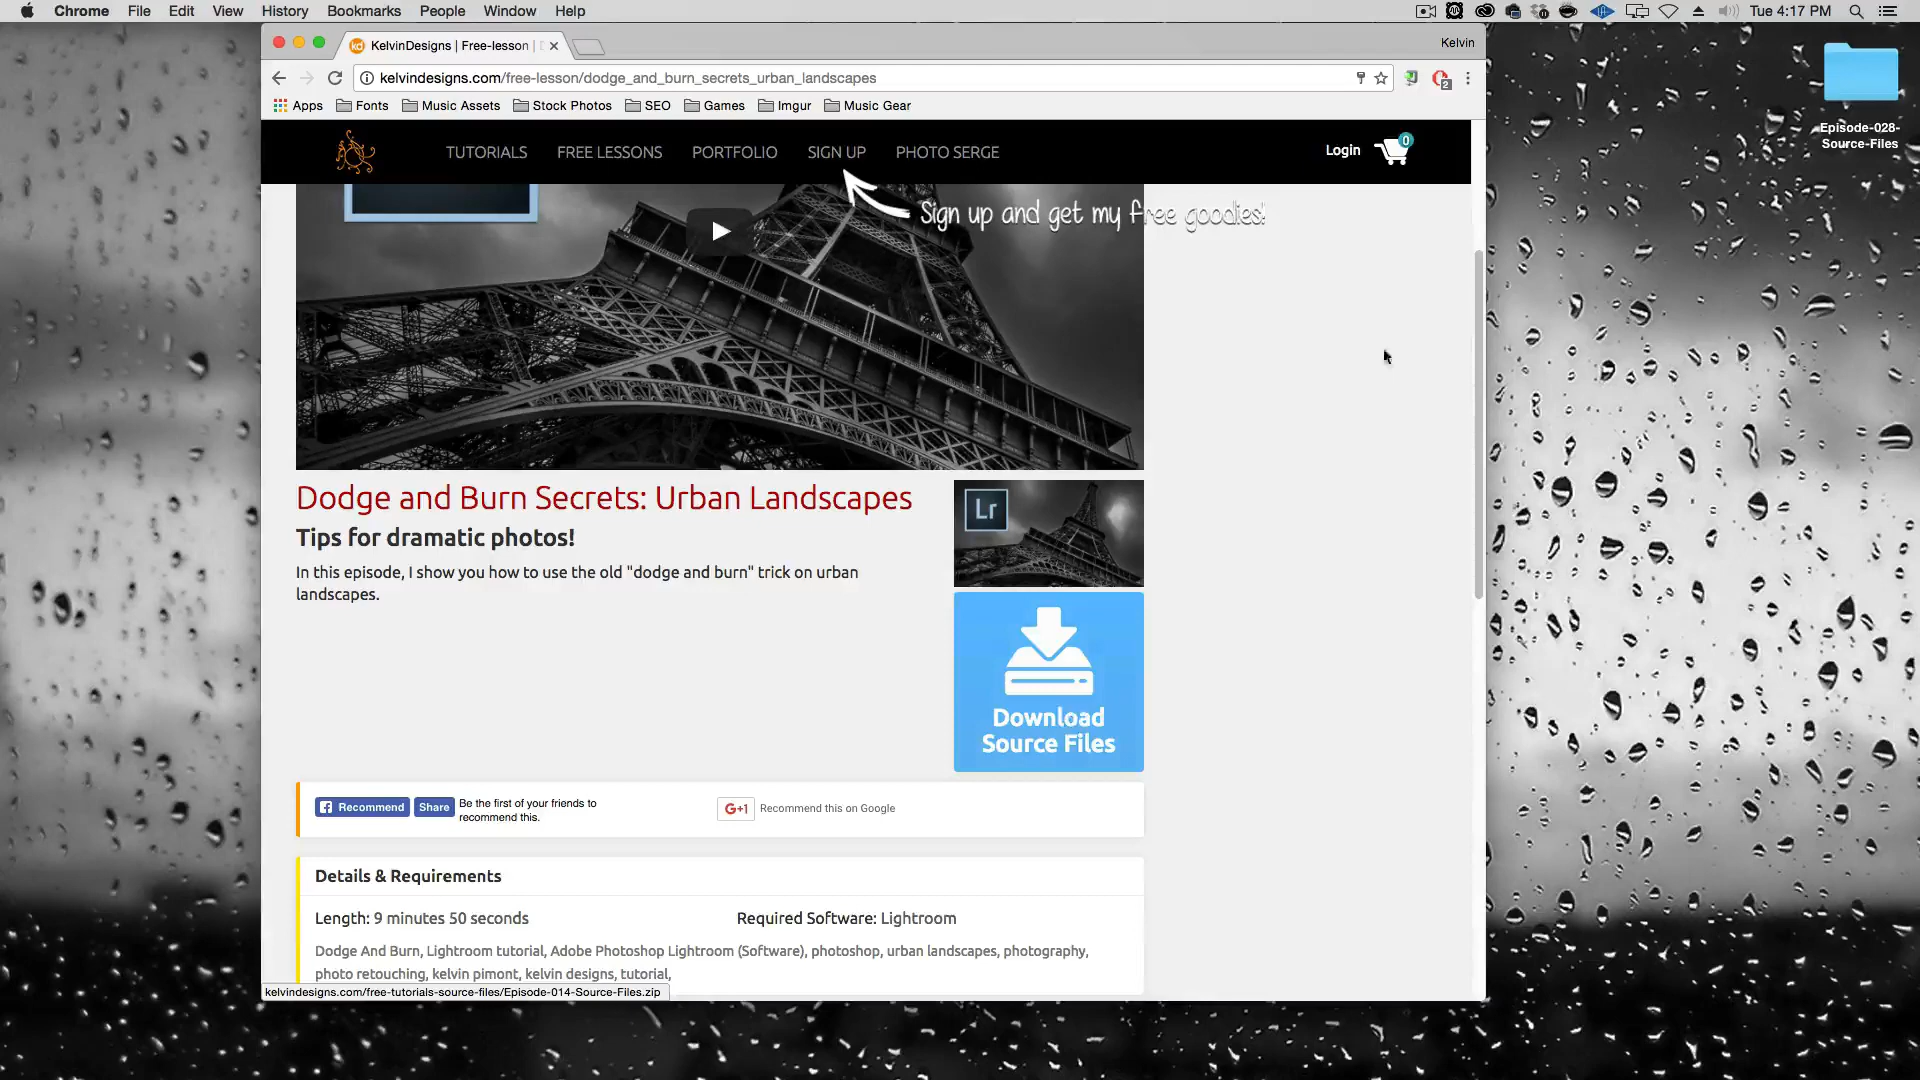 Chrome File Edit View History Bookmarks People Window Help
Tue 4:17 PM
KelvinDesigns | Free-lesson |
Kelvin
kelvindesigns.com/free-lesson/dodge_and_burn_secrets_urban_landscapes
2
Apps Fonts Music Assets Stock Photos SEO Games Imgur Music Gear
Episode-028-
Source-Files
TUTORIALS FREE LESSONS PORTFOLIO SIGN UP PHOTO SERGE
Login 0
Sign up and get my free goodies!
Dodge and Burn Secrets: Urban Landscapes
Tips for dramatic photos!
In this episode, I show you how to use the old "dodge and burn" trick on urban
landscapes.
Lr
Download
Source Files
Recommend Share Be the first of your friends to
recommend this.
G+1 Recommend this on Google
Details & Requirements
Length: 9 minutes 50 seconds Required Software: Lightroom
Dodge And Burn, Lightroom tutorial, Adobe Photoshop Lightroom (Software), photoshop, urban landscapes, photography,
photo retouching, kelvin pimont, kelvin designs, tutorial,
kelvindesigns.com/free-tutorials-source-files/Episode-014-Source-Files.zip